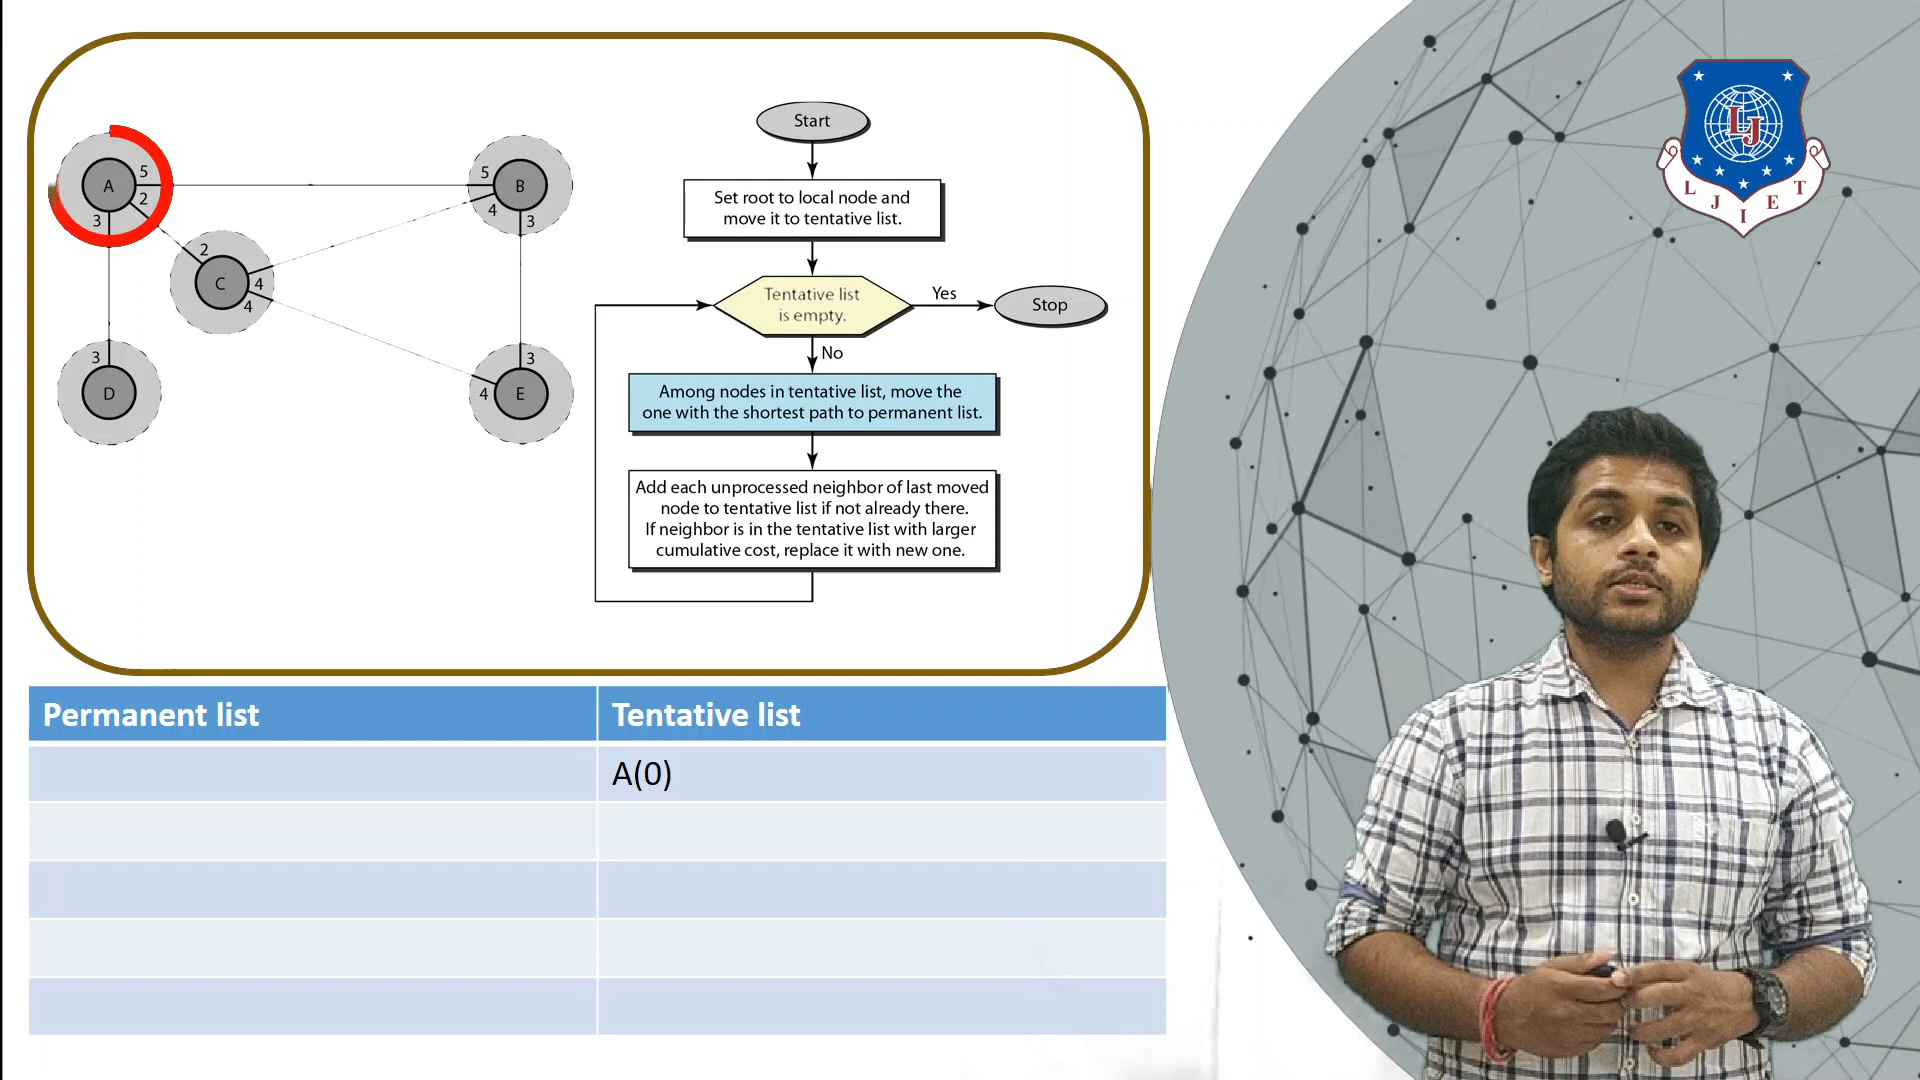 A
5
2
3
B
5
4
3
C
2
4
4
D
3
E
3
4
Start
Set root to local node and
move it to tentative list.
Tentative list
is empty.
Yes
Stop
No
Among nodes in tentative list, move the
one with the shortest path to permanent list.
Add each unprocessed neighbor of last moved
node to tentative list if not already there.
If neighbor is in the tentative list with larger
cumulative cost, replace it with new one.
Permanent list
Tentative list
A(0)
LJ
L J I E T